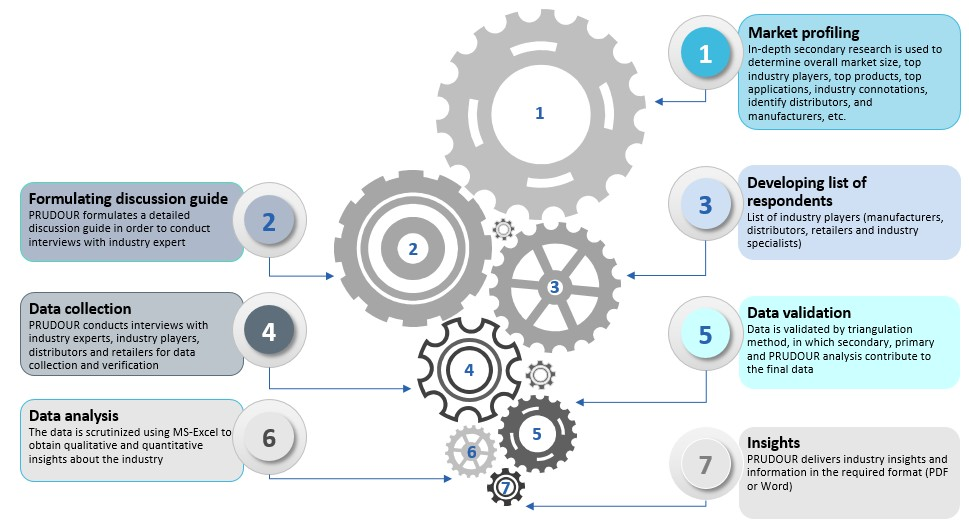 1
Market profiling
In-depth secondary research is used to
determine overall market size, top
industry players, top products, top
applications, industry connotations,
identify distributors, and
manufacturers, etc.
1
Formulating discussion guide
PRUDOUR formulates a detailed
discussion guide in order to conduct
interviews with industry expert
2
2
3
Developing list of
respondents
List of industry players (manufacturers,
distributors, retailers and industry
specialists)
3
Data collection
PRUDOUR conducts interviews with
industry experts, industry players,
distributors and retailers for data
collection and verification
4
4
5
Data validation
Data is validated by triangulation
method, in which secondary, primary
and PRUDOUR analysis contribute to
the final data
5
Data analysis
The data is scrutinized using MS-Excel to
obtain qualitative and quantitative
insights about the industry
6
6
7
Insights
PRUDOUR delivers industry insights and
information in the required format (PDF
or Word)
7